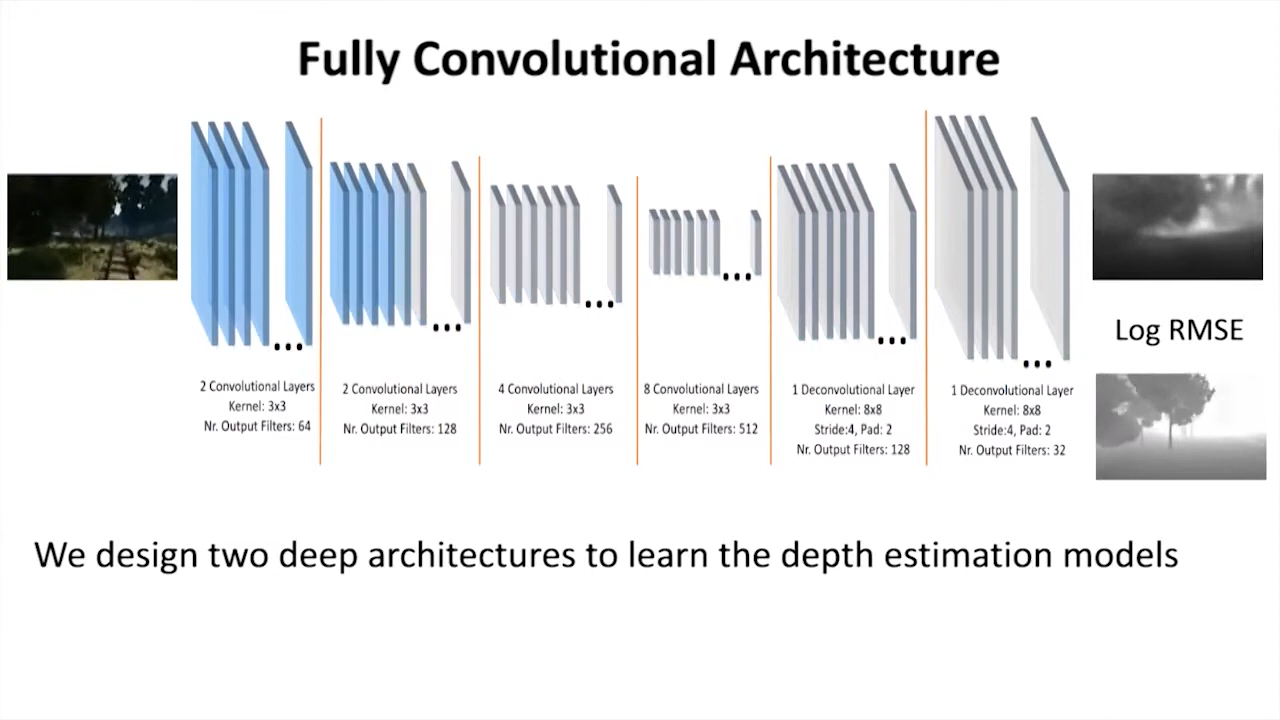 Fully Convolutional Architecture
2 Convolutional Layers
Kernel: 3x3
Nr. Output Filters: 64
2 Convolutional Layers
Kernel: 3x3
Nr. Output Filters: 128
4 Convolutional Layers
Kernel: 3x3
Nr. Output Filters: 256
8 Convolutional Layers
Kernel: 3x3
Nr. Output Filters: 512
1 Deconvolutional Layer
Kernel: 8x8
Stride:4, Pad: 2
Nr. Output Filters: 128
1 Deconvolutional Layer
Kernel: 8x8
Stride:4, Pad: 2
Nr. Output Filters: 32
Log RMSE
We design two deep architectures to learn the depth estimation models